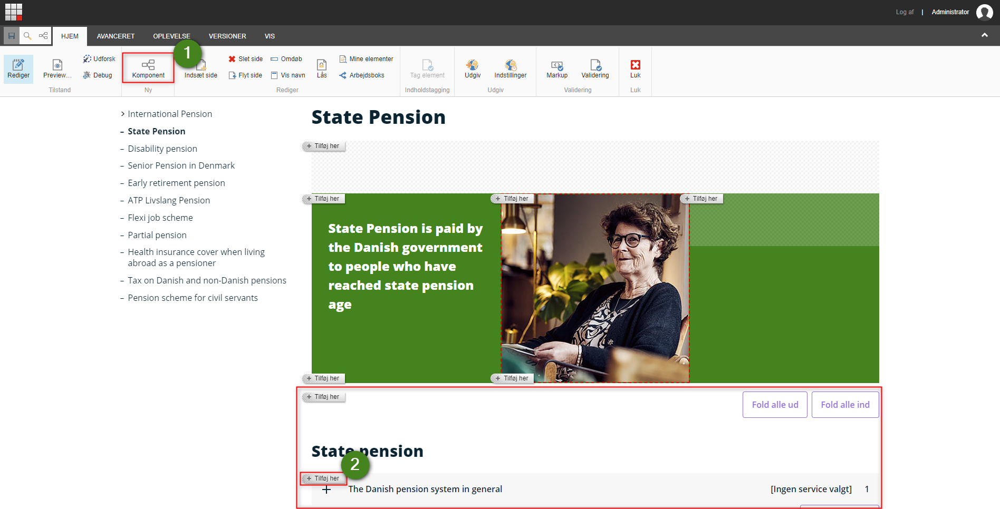 Log af | Administrator
HJEM AVANCERET OPLEVELSE VERSIONER VIS
Rediger
Preview...
Udforsk
Debug
Tilstand
Komponent
Ny
1
Indsæt side
Slet side
Flyt side
Omdøb
Vis navn
Lås
Mine elementer
Arbejdsboks
Rediger
Tag element
Indholdstagging
Udgiv
Indstillinger
Udgiv
Markup
Validering
Validering
Luk
Luk
International Pension
– State Pension
– Disability pension
– Senior Pension in Denmark
– Early retirement pension
– ATP Livslang Pension
– Flexi job scheme
– Partial pension
– Health insurance cover when living
abroad as a pensioner
– Tax on Danish and non-Danish pensions
– Pension scheme for civil servants
State Pension
+ Tilføj her
+ Tilføj her
+ Tilføj her
+ Tilføj her
State Pension is paid by
the Danish government
to people who have
reached state pension
age
+ Tilføj her
+ Tilføj her
+ Tilføj her
Fold alle ud
Fold alle ind
State pension
2
+ Tilføj her
+ The Danish pension system in general [Ingen service valgt] 1